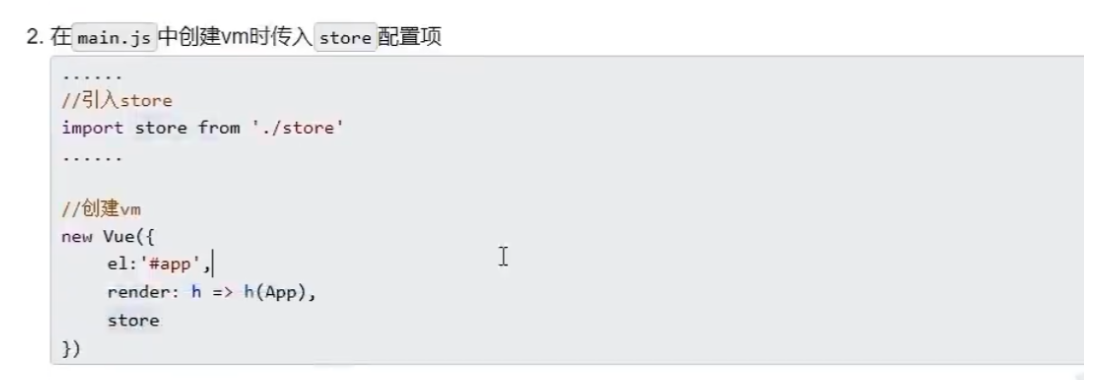 2. 在main.js中创建vm时传入store配置项
......
//引入store
import store from './store'
......
//创建vm
new Vue({
el:'#app',
render: h => h(App),
store
})